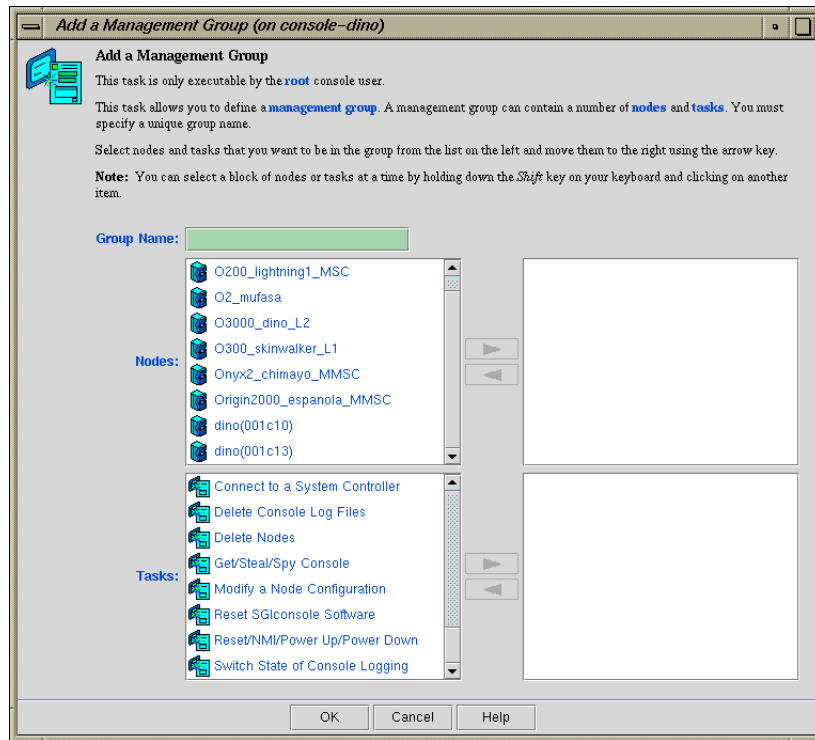 Add a Management Group (on console-dino)
Add a Management Group
This task is only executable by the root console user.
This task allows you to define a management group. A management group can contain a number of nodes and tasks. You must
specify a unique group name.
Select nodes and tasks that you want to be in the group from the list on the left and move them to the right using the arrow key.
Note: You can select a block of nodes or tasks at a time by holding down the Shift key on your keyboard and clicking on another
item.
Group Name:
Nodes:
O200_lightning1_MSC
O2_mufasa
O3000_dino_L2
O300_skinwalker_L1
Onyx2_chimayo_MMSC
Origin2000_espanola_MMSC
dino(001c10)
dino(001c13)
Tasks:
Connect to a System Controller
Delete Console Log Files
Delete Nodes
Get/Steal/Spy Console
Modify a Node Configuration
Reset SGIconsole Software
Reset/NMI/Power Up/Power Down
Switch State of Console Logging
OK
Cancel
Help